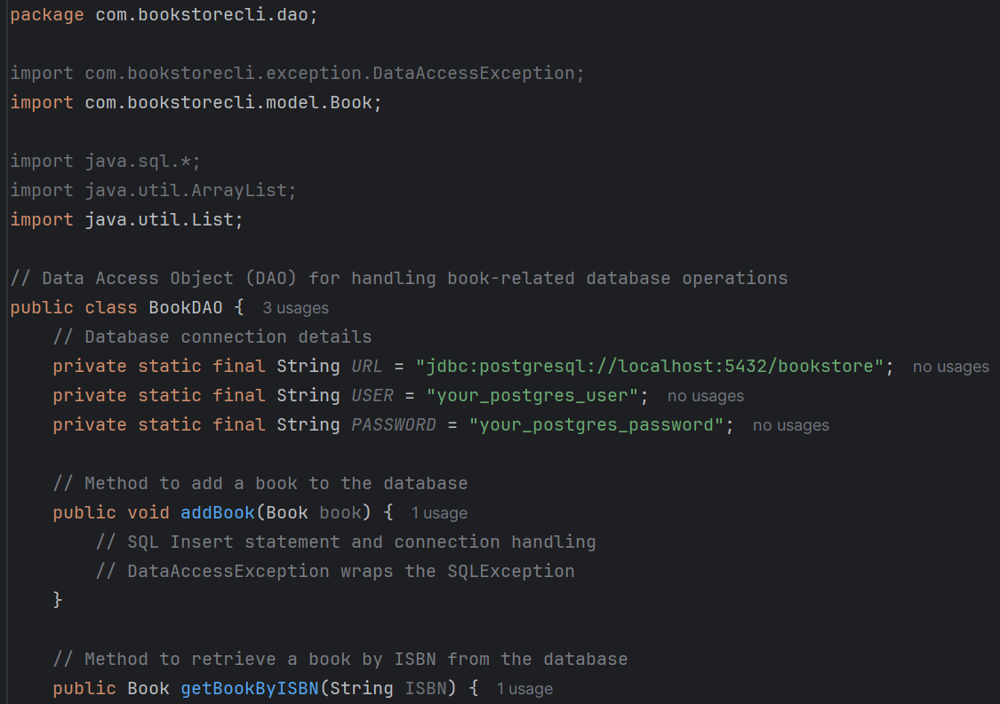 package com.bookstorecli.dao;
import com.bookstorecli.exception.DataAccessException;
import com.bookstorecli.model.Book;
import java.sql.*;
import java.util.ArrayList;
import java.util.List;
// Data Access Object (DAO) for handling book-related database operations
public class BookDAO {  3 usages
    // Database connection details
    private static final String URL = "jdbc:postgresql://localhost:5432/bookstore";  no usages
    private static final String USER = "your_postgres_user";  no usages
    private static final String PASSWORD = "your_postgres_password";  no usages
    // Method to add a book to the database
    public void addBook(Book book) {  1 usage
        // SQL Insert statement and connection handling
        // DataAccessException wraps the SQLException
    }
    // Method to retrieve a book by ISBN from the database
    public Book getBookByISBN(String ISBN) {  1 usage